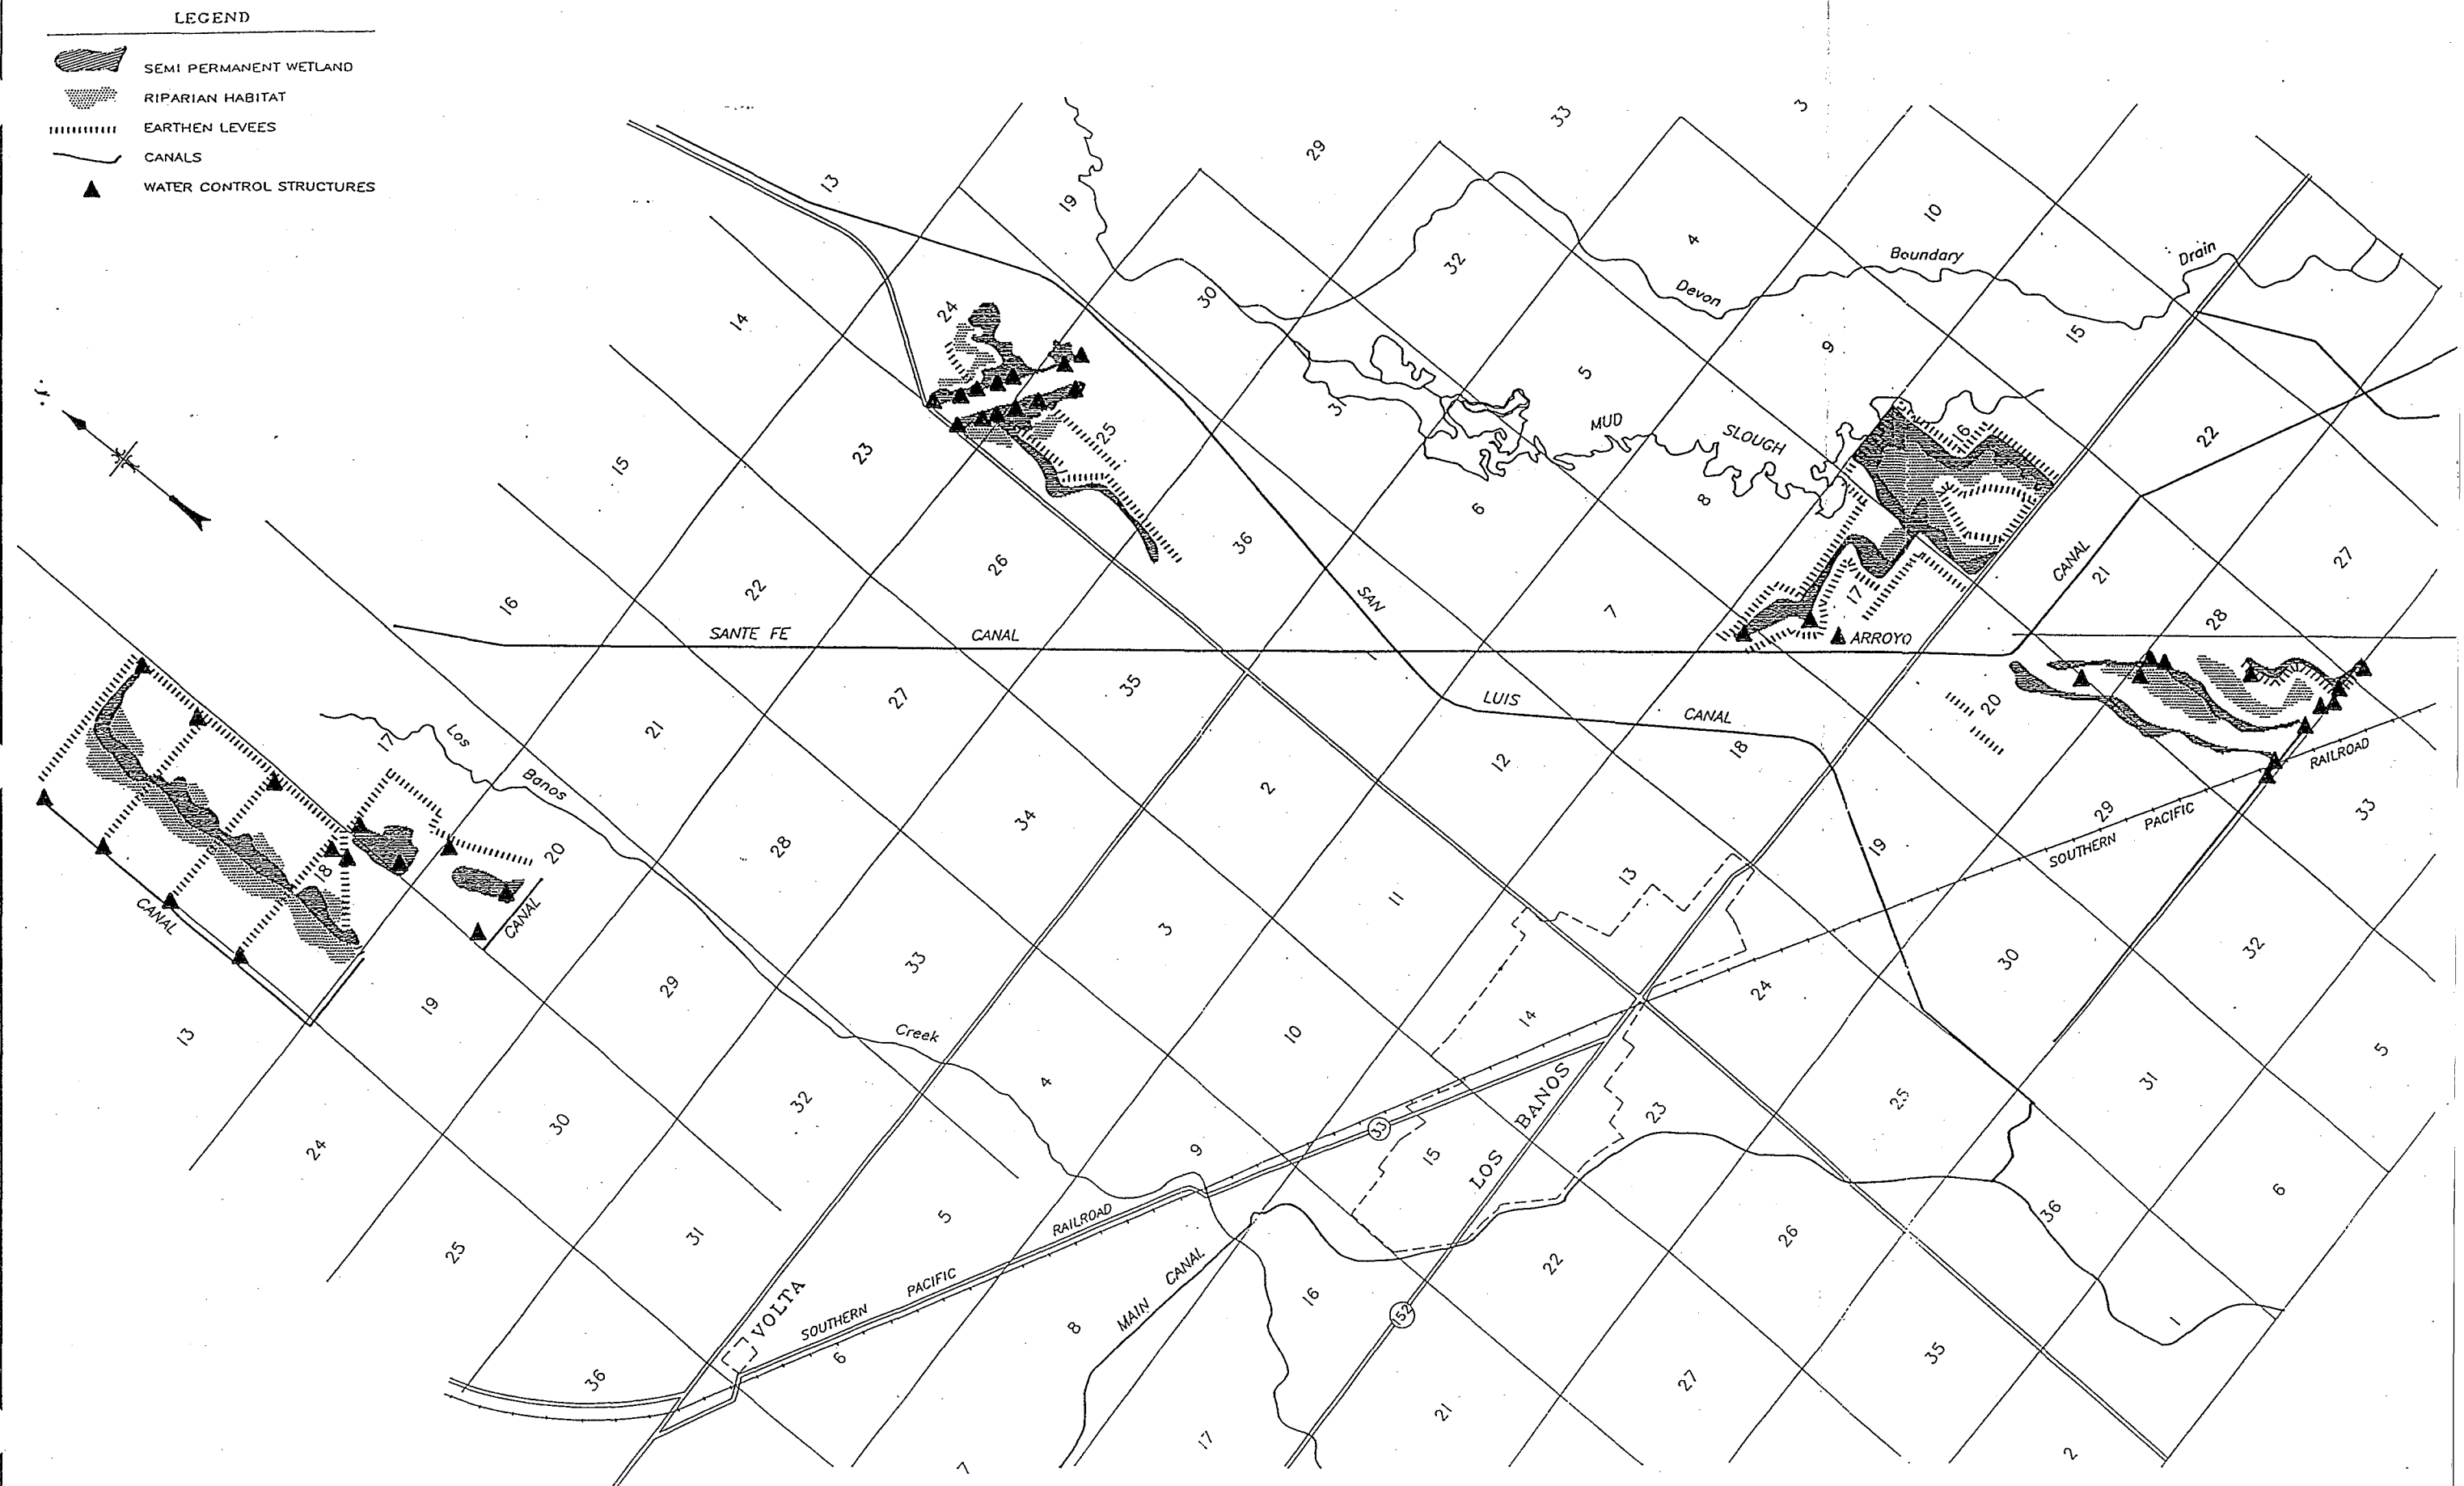 LEGEND
SEMI PERMANENT WETLAND
RIPARIAN HABITAT
EARTHEN LEVEES
CANALS
WATER CONTROL STRUCTURES
3
33
29
13
19
10
4
Boundary
Drain
32
Devon
30
24
14
15
9
5
31
MUD
SLOUGH
16
25
22
23
15
6
8
36
26
CANAL
21
27
22
16
SAN
7
17
28
SANTE FE
CANAL
1
ARROYO
35
27
21
17
Los
LUIS
CANAL
20
Banos
18
12
2
RAILROAD
29
PACIFIC
SOUTHERN
33
34
28
20
18
19
13
11
CANAL
CANAL
3
33
32
30
24
29
19
13
14
10
Creek
5
31
4
32
25
23
LOS BANOS
30
24
33
15
9
6
36
5
RAILROAD
31
25
26
22
PACIFIC
MAIN CANAL
16
152
VOLTA
SOUTHERN
8
1
6
36
35
27
21
17
7
2